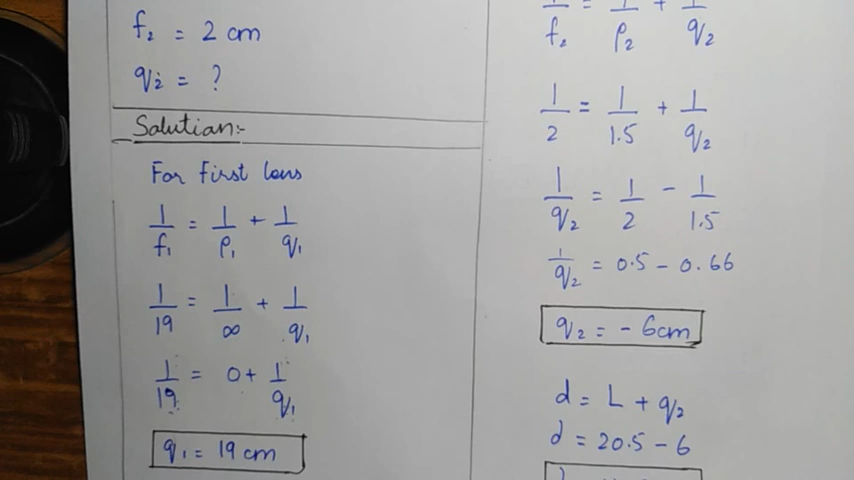 f₂ = 2 cm
q₂ = ?
Solutian:-
For first lens
1/f₁ = 1/p₁ + 1/q₁
1/19 = 1/∞ + 1/q₁
1/19 = 0 + 1/q₁
q₁ = 19 cm
1/f₂ = 1/p₂ + 1/q₂
1/2 = 1/1.5 + 1/q₂
1/q₂ = 1/2 - 1/1.5
1/q₂ = 0.5 - 0.66
q₂ = - 6cm
d = L + q₂
d = 20.5 - 6